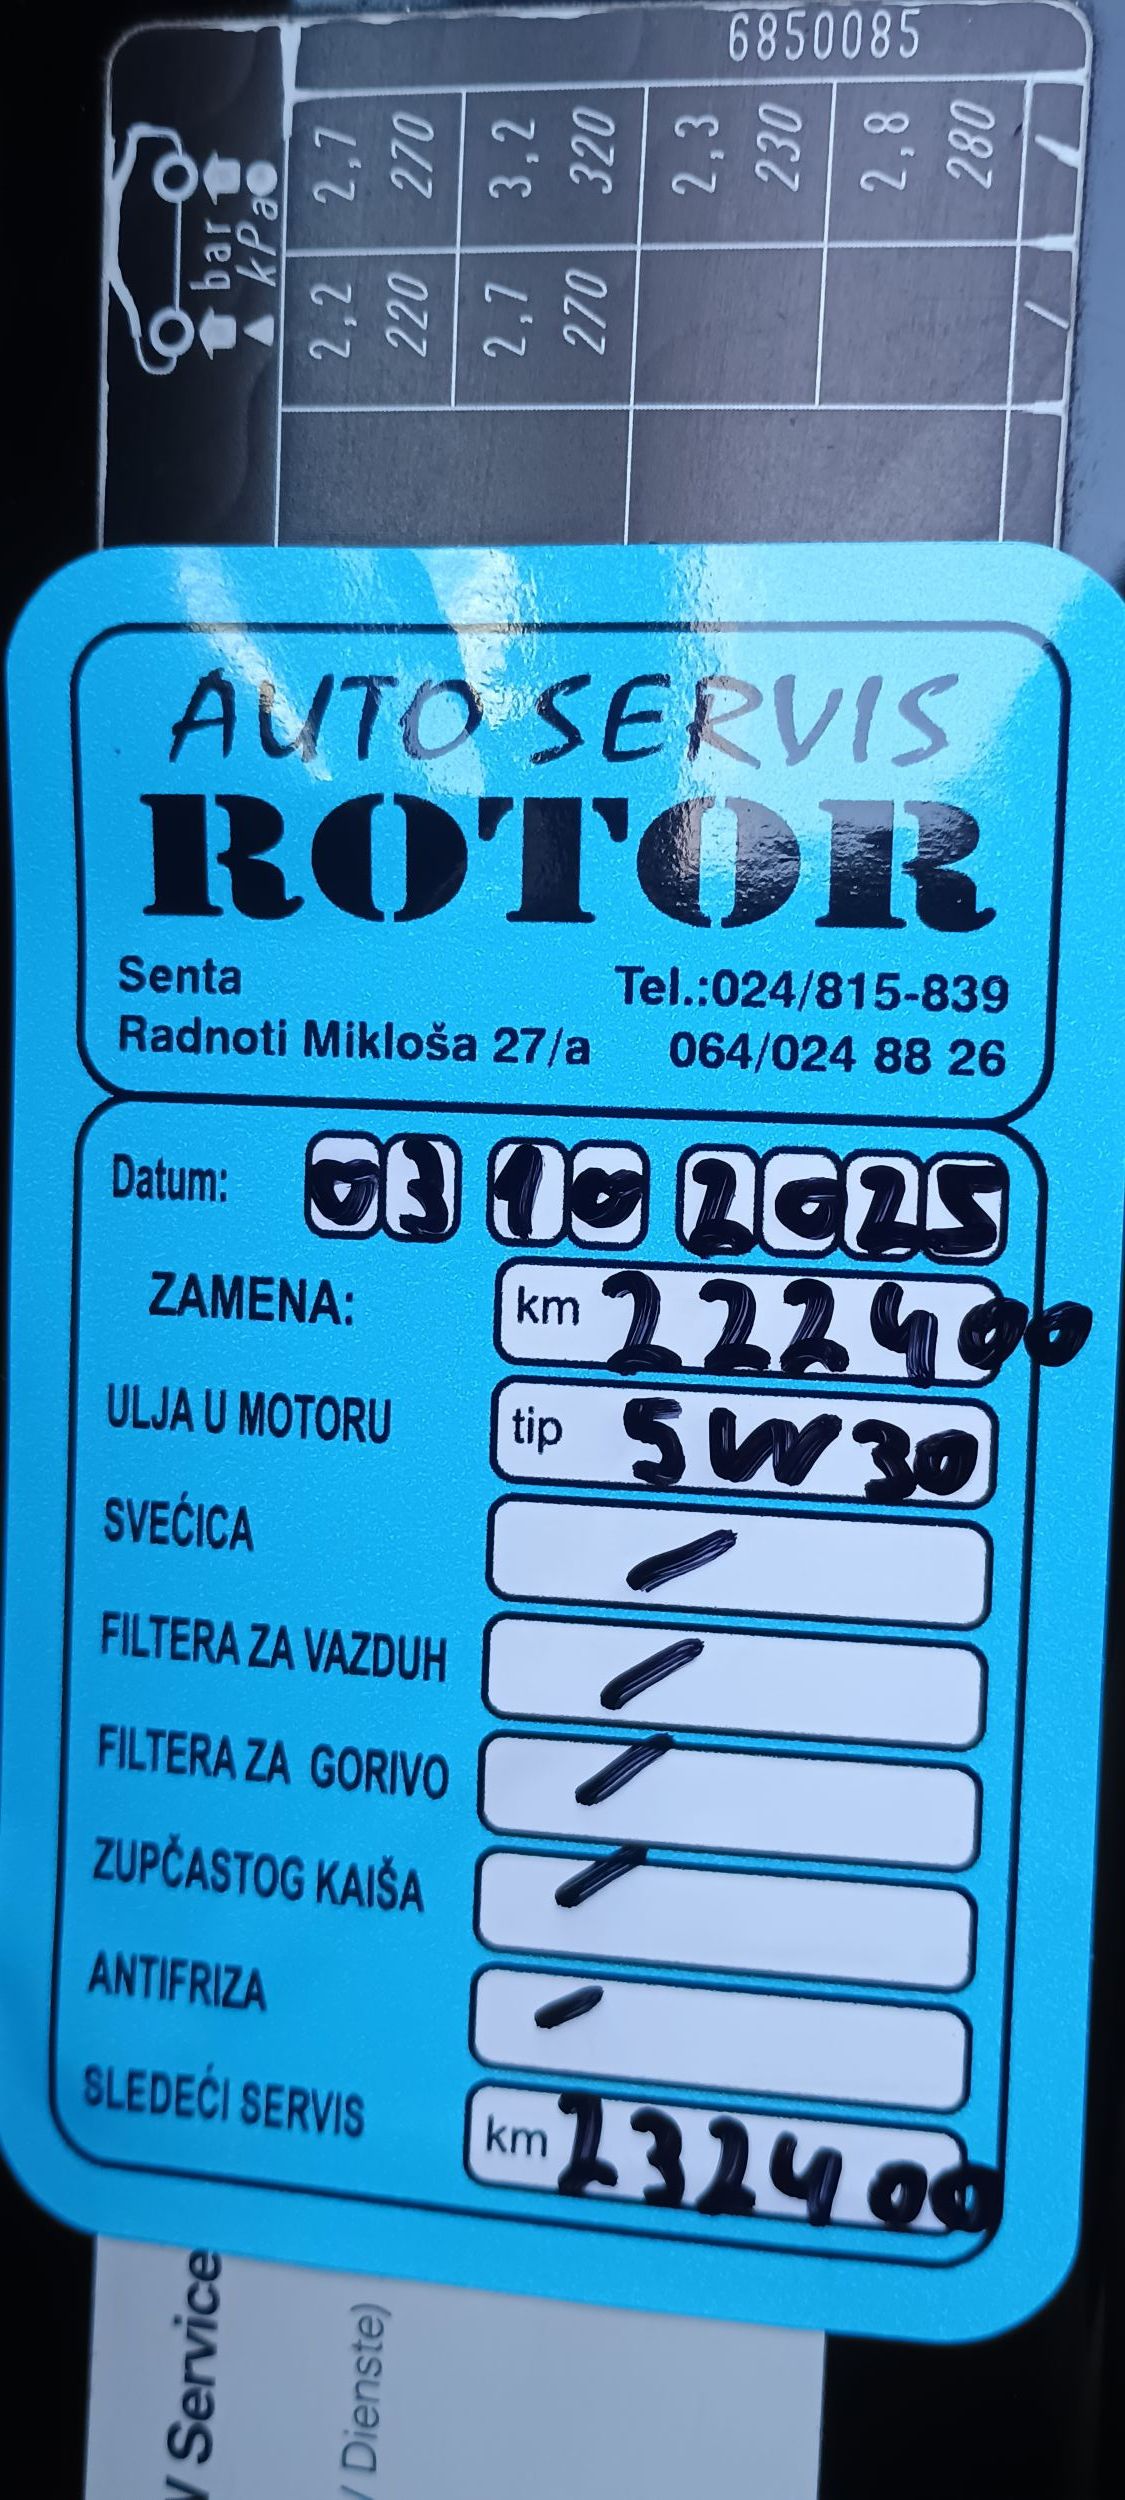 6850085
bar
kPa
2,2 2,7
220 270
2,7 3,2
270 320
2,3
230
2,8
280
AUTO SERVIS
ROTOR
Senta Tel.:024/815-839
Radnoti Mikloša 27/a 064/024 88 26
Datum: 03 10 2025
ZAMENA: km 222400
ULJA U MOTORU tip 5W30
SVEĆICA /
FILTERA ZA VAZDUH /
FILTERA ZA GORIVO /
ZUPČASTOG KAIŠA /
ANTIFRIZA /
SLEDEĆI SERVIS km 232400
/ Service
/ Dienste)